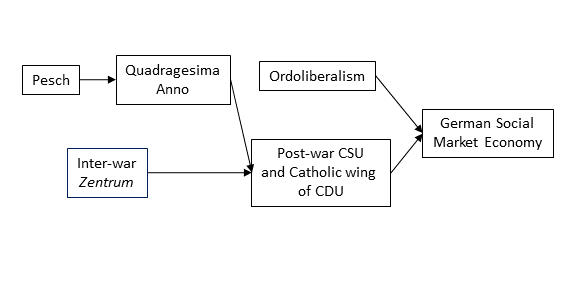 Pesch
Quadragesima
Anno
Ordoliberalism
German Social
Market Economy
Inter-war
Zentrum
Post-war CSU
and Catholic wing
of CDU